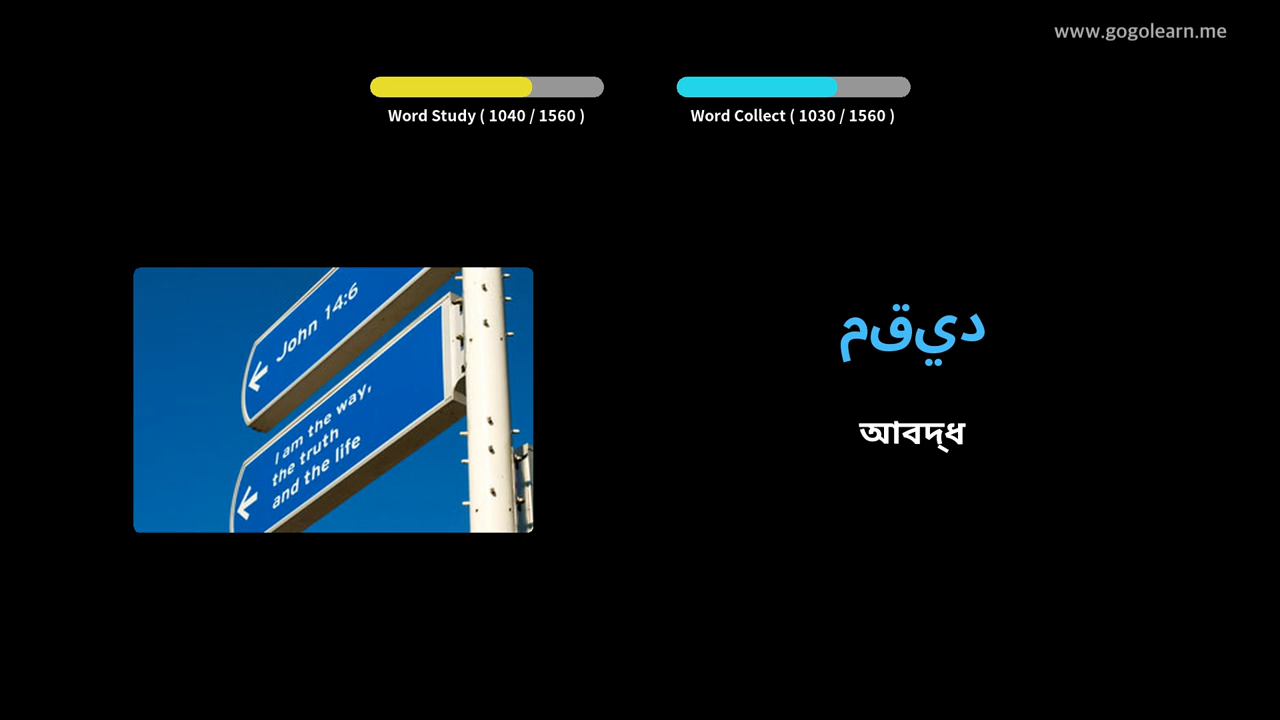 www.gogolearn.me
Word Study ( 1040 / 1560 )
Word Collect ( 1030 / 1560 )
John 14:6
I am the way,
the truth
and the life
ديقم
আবদ্‌ধ